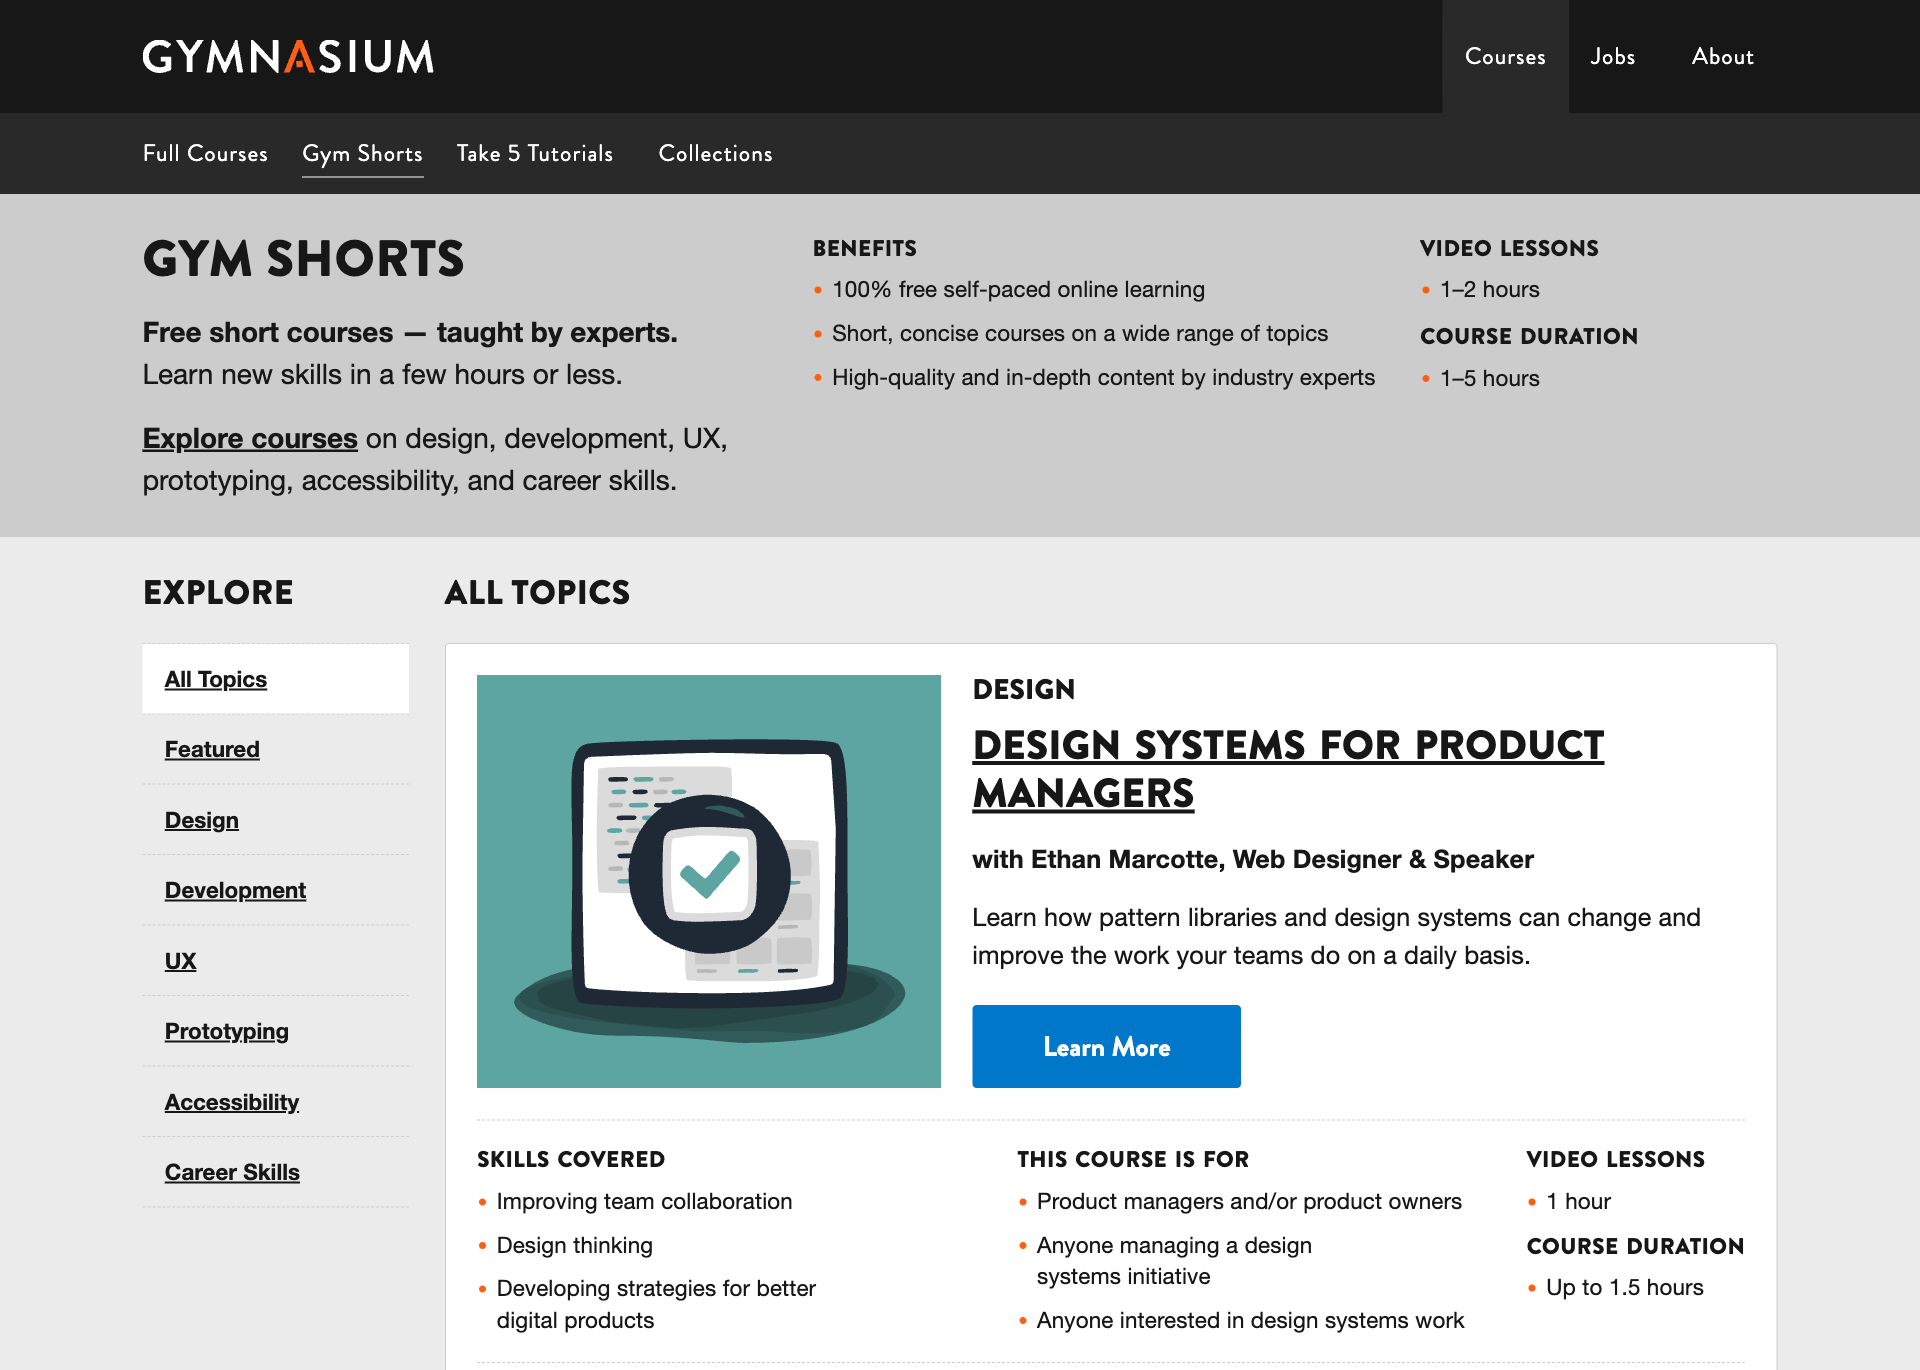 GYMNASIUM
Courses
Jobs
About
Full Courses
Gym Shorts
Take 5 Tutorials
Collections
GYM SHORTS
Free short courses — taught by experts.
Learn new skills in a few hours or less.
Explore courses on design, development, UX,
prototyping, accessibility, and career skills.
BENEFITS
• 100% free self-paced online learning
• Short, concise courses on a wide range of topics
• High-quality and in-depth content by industry experts
VIDEO LESSONS
• 1–2 hours
COURSE DURATION
• 1–5 hours
EXPLORE
All Topics
Featured
Design
Development
UX
Prototyping
Accessibility
Career Skills
ALL TOPICS
DESIGN
DESIGN SYSTEMS FOR PRODUCT
MANAGERS
with Ethan Marcotte, Web Designer & Speaker
Learn how pattern libraries and design systems can change and
improve the work your teams do on a daily basis.
Learn More
SKILLS COVERED
• Improving team collaboration
• Design thinking
• Developing strategies for better
digital products
THIS COURSE IS FOR
• Product managers and/or product owners
• Anyone managing a design
systems initiative
• Anyone interested in design systems work
VIDEO LESSONS
• 1 hour
COURSE DURATION
• Up to 1.5 hours